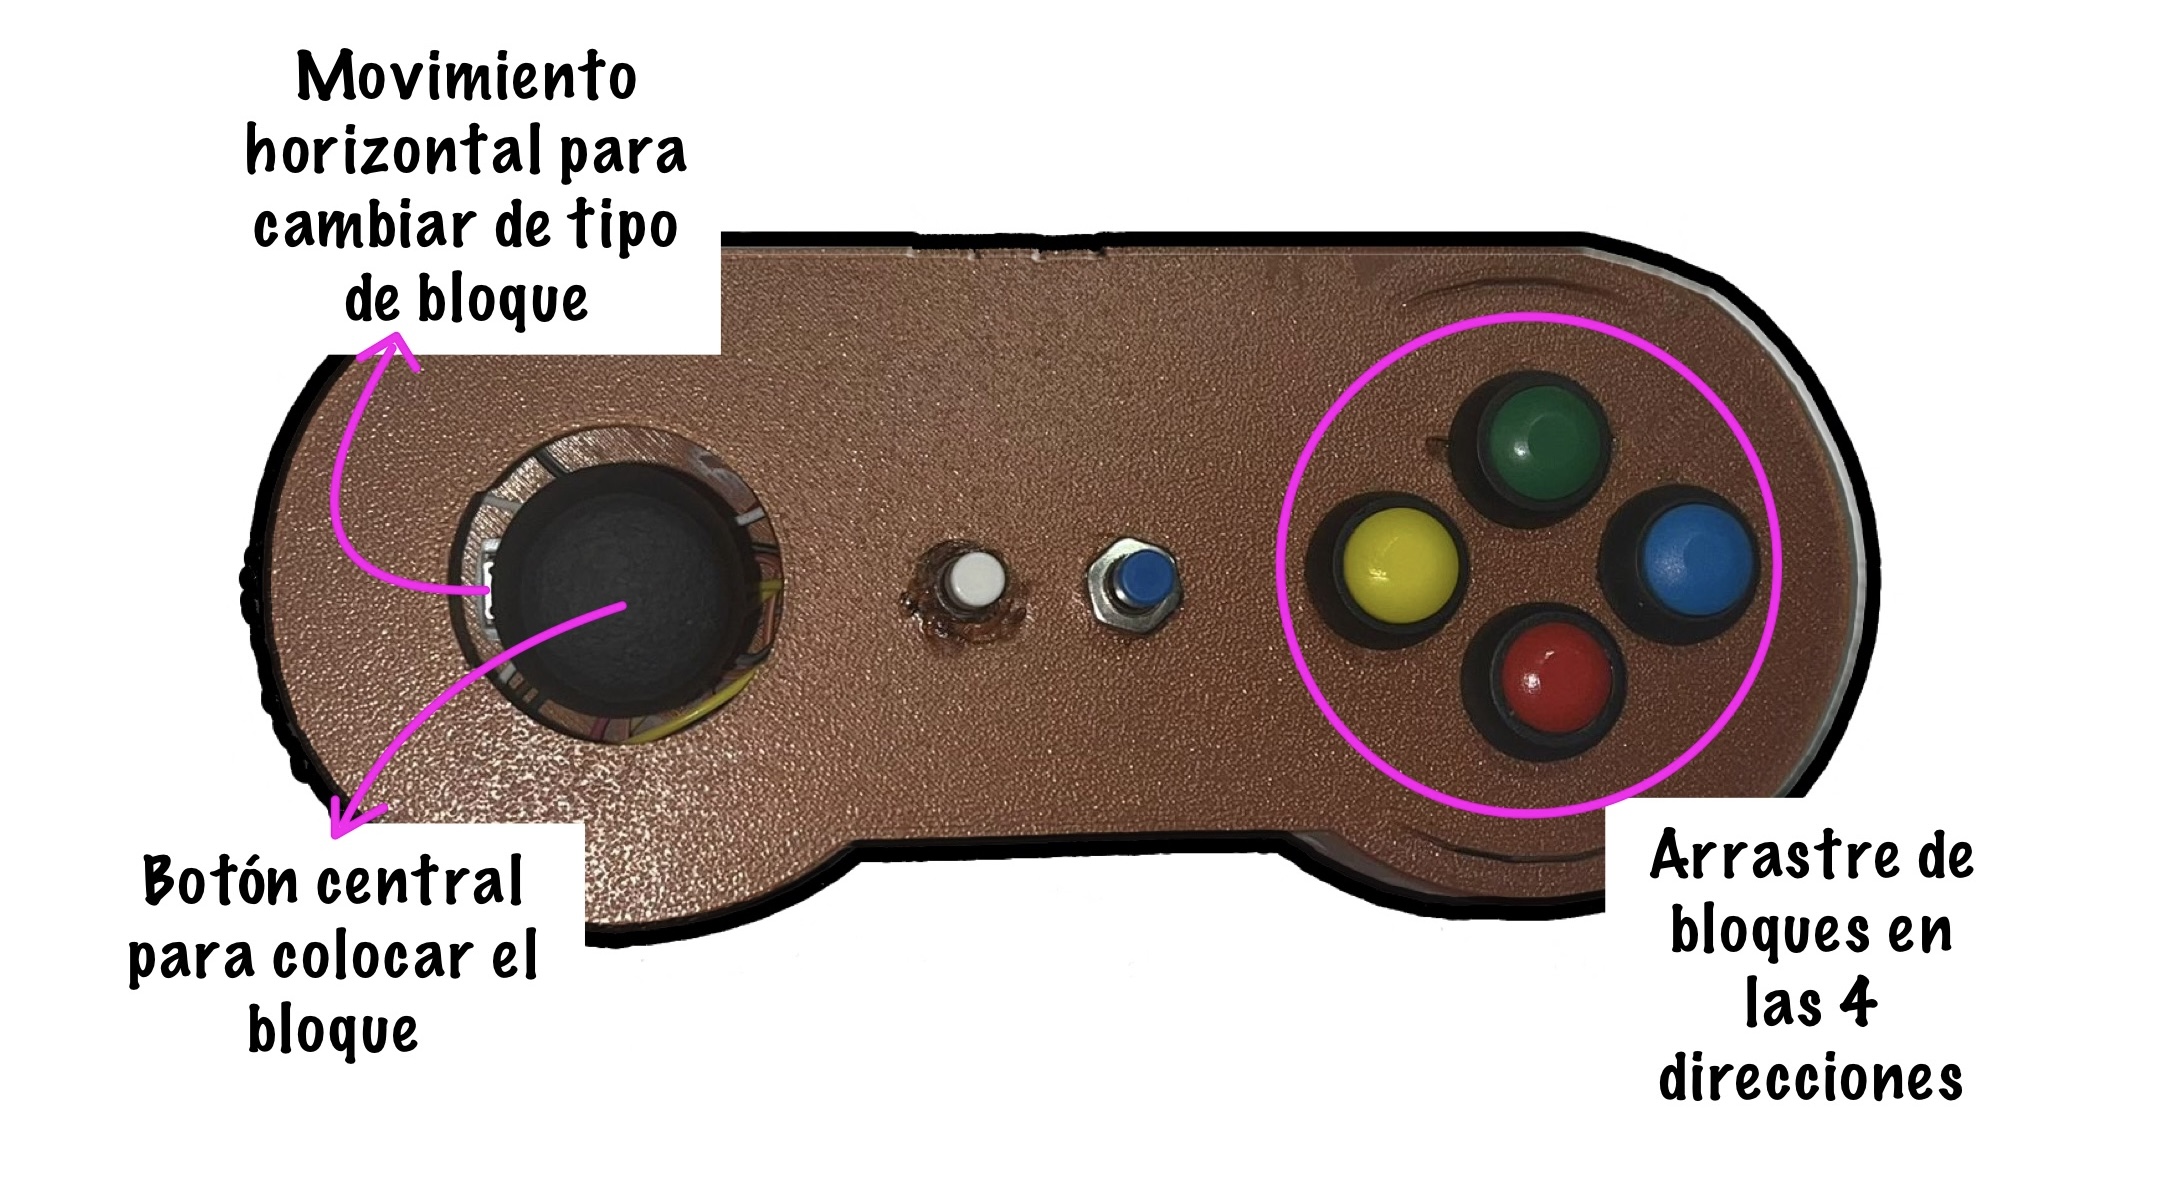 Movimiento
horizontal para
cambiar de tipo
de bloque
Botón central
para colocar el
bloque
Arrastre de
bloques en
las 4
direcciones